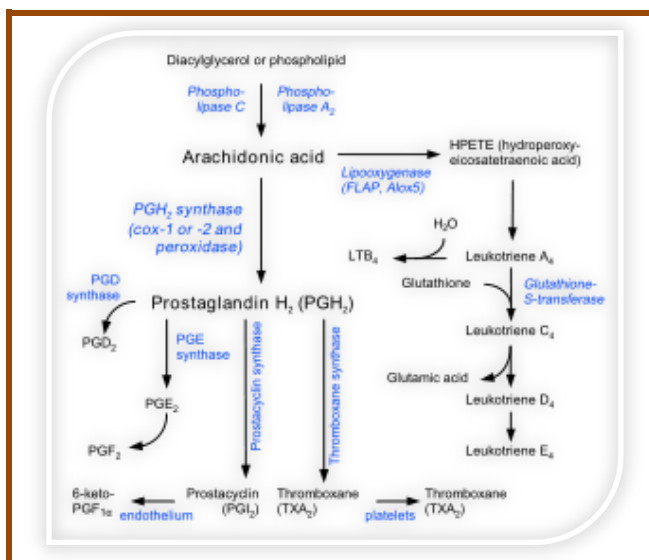 Diacylglycerol or phospholipid
Phospho-
lipase C
Phospho-
lipase A₂
Arachidonic acid
HPETE (hydroperoxy-
eicosatetraenoic acid)
Lipooxygenase
(FLAP, Alox5)
PGH₂ synthase
(cox-1 or -2 and
peroxidase)
H₂O
LTB₄
Leukotriene A₄
Glutathione
Glutathione-
S-transferase
PGD
synthase
Prostaglandin H₂ (PGH₂)
Leukotriene C₄
PGD₂
PGE
synthase
Prostacyclin synthase
Thromboxane synthase
Glutamic acid
PGE₂
Leukotriene D₄
PGF₂
Leukotriene E₄
6-keto-
PGF₁α
endothelium
Prostacyclin
(PGI₂)
Thromboxane
(TXA₂)
platelets
Thromboxane
(TXA₂)